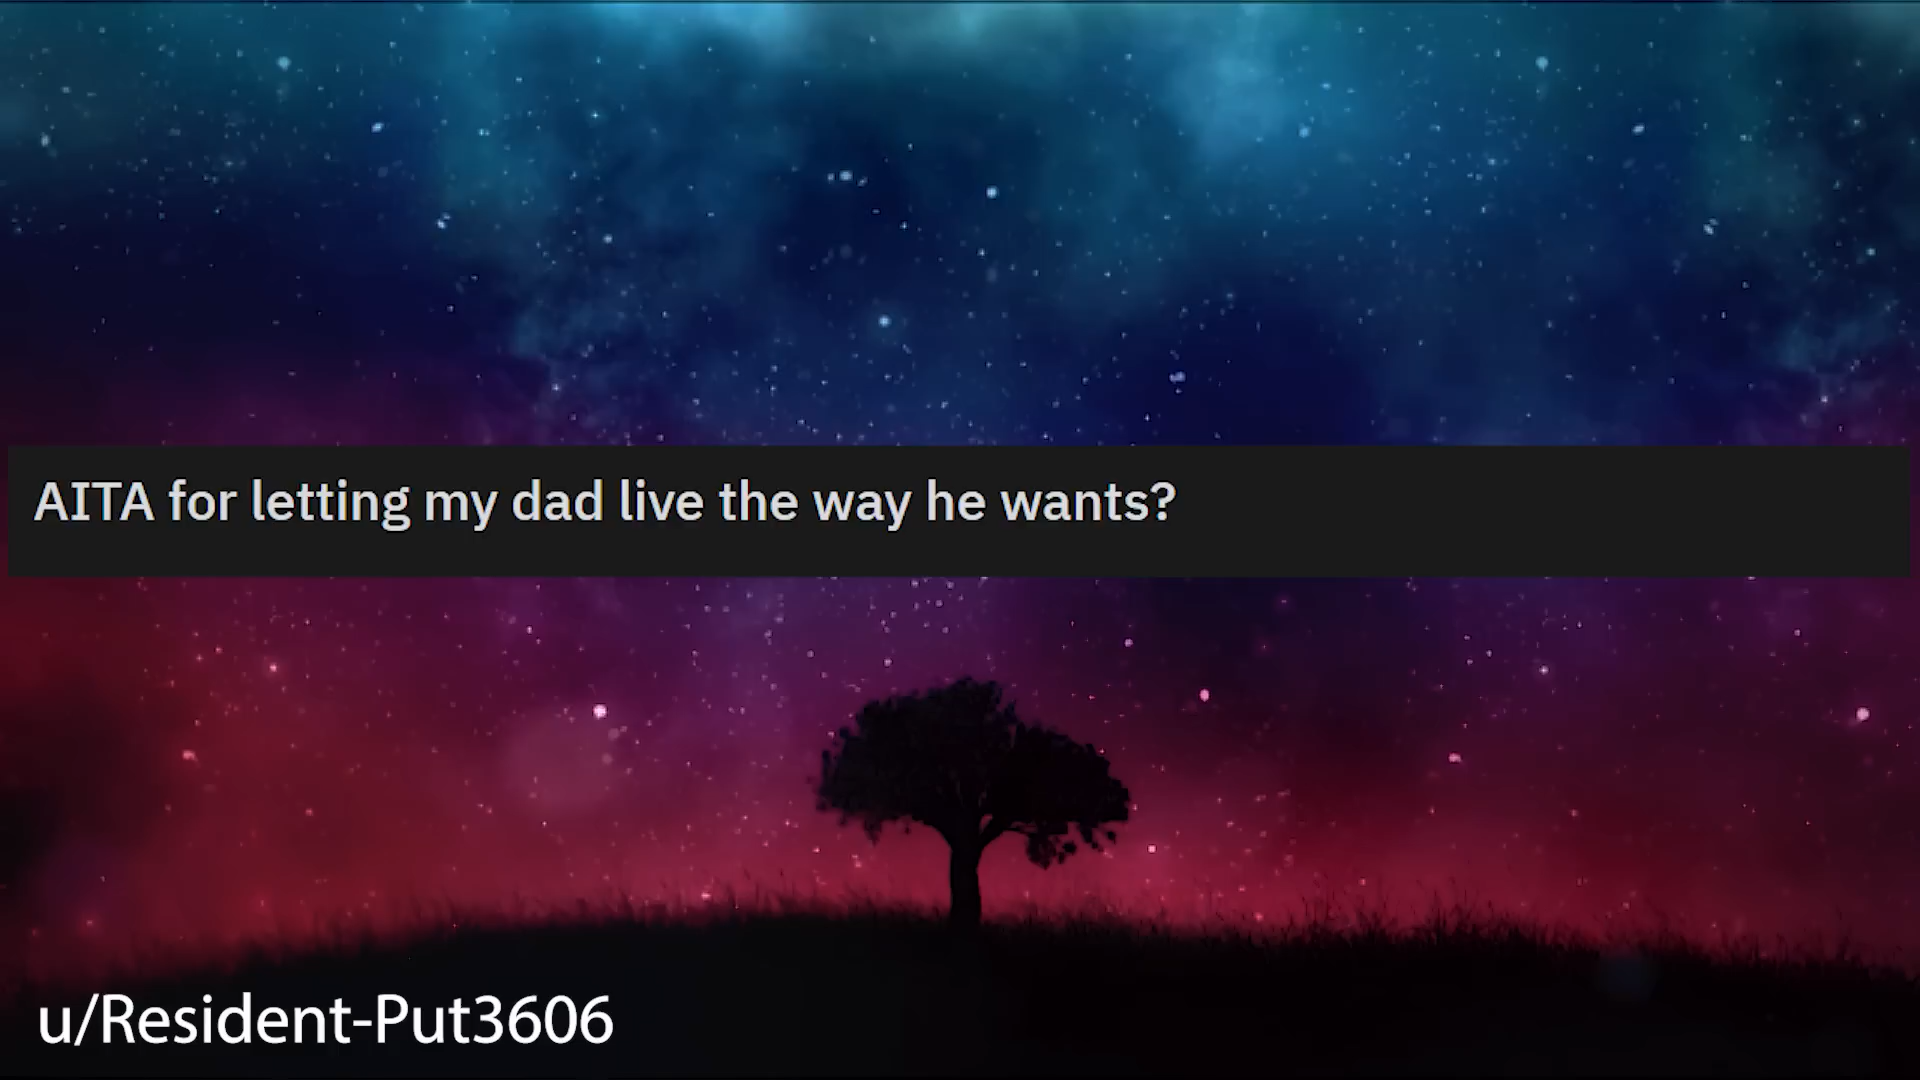 AITA for letting my dad live the way he wants?
u/Resident-Put3606